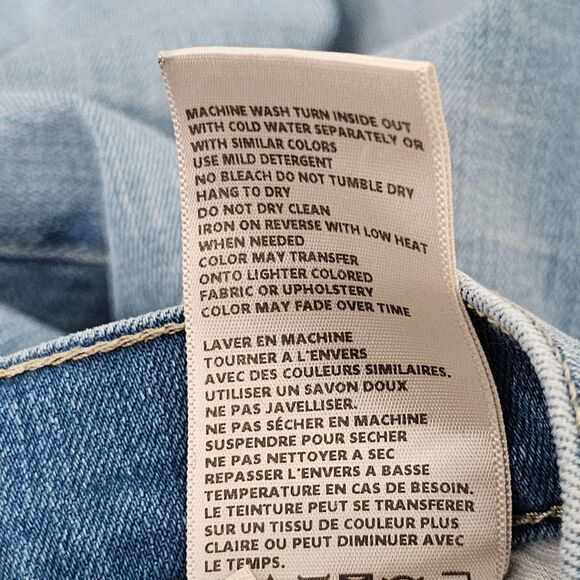 MACHINE WASH TURN INSIDE OUT
WITH COLD WATER SEPARATELY OR
WITH SIMILAR COLORS
USE MILD DETERGENT
NO BLEACH DO NOT TUMBLE DRY
HANG TO DRY
DO NOT DRY CLEAN
IRON ON REVERSE WITH LOW HEAT
WHEN NEEDED
COLOR MAY TRANSFER
ONTO LIGHTER COLORED
FABRIC OR UPHOLSTERY
COLOR MAY FADE OVER TIME
LAVER EN MACHINE
TOURNER A L'ENVERS
AVEC DES COULEURS SIMILAIRES.
UTILISER UN SAVON DOUX
NE PAS JAVELLISER.
NE PAS SÉCHER EN MACHINE
SUSPENDRE POUR SECHER
NE PAS NETTOYER A SEC
REPASSER L'ENVERS A BASSE
TEMPERATURE EN CAS DE BESOIN.
LE TEINTURE PEUT SE TRANSFERER
SUR UN TISSU DE COULEUR PLUS
CLAIRE OU PEUT DIMINUER AVEC
LE TEMPS.